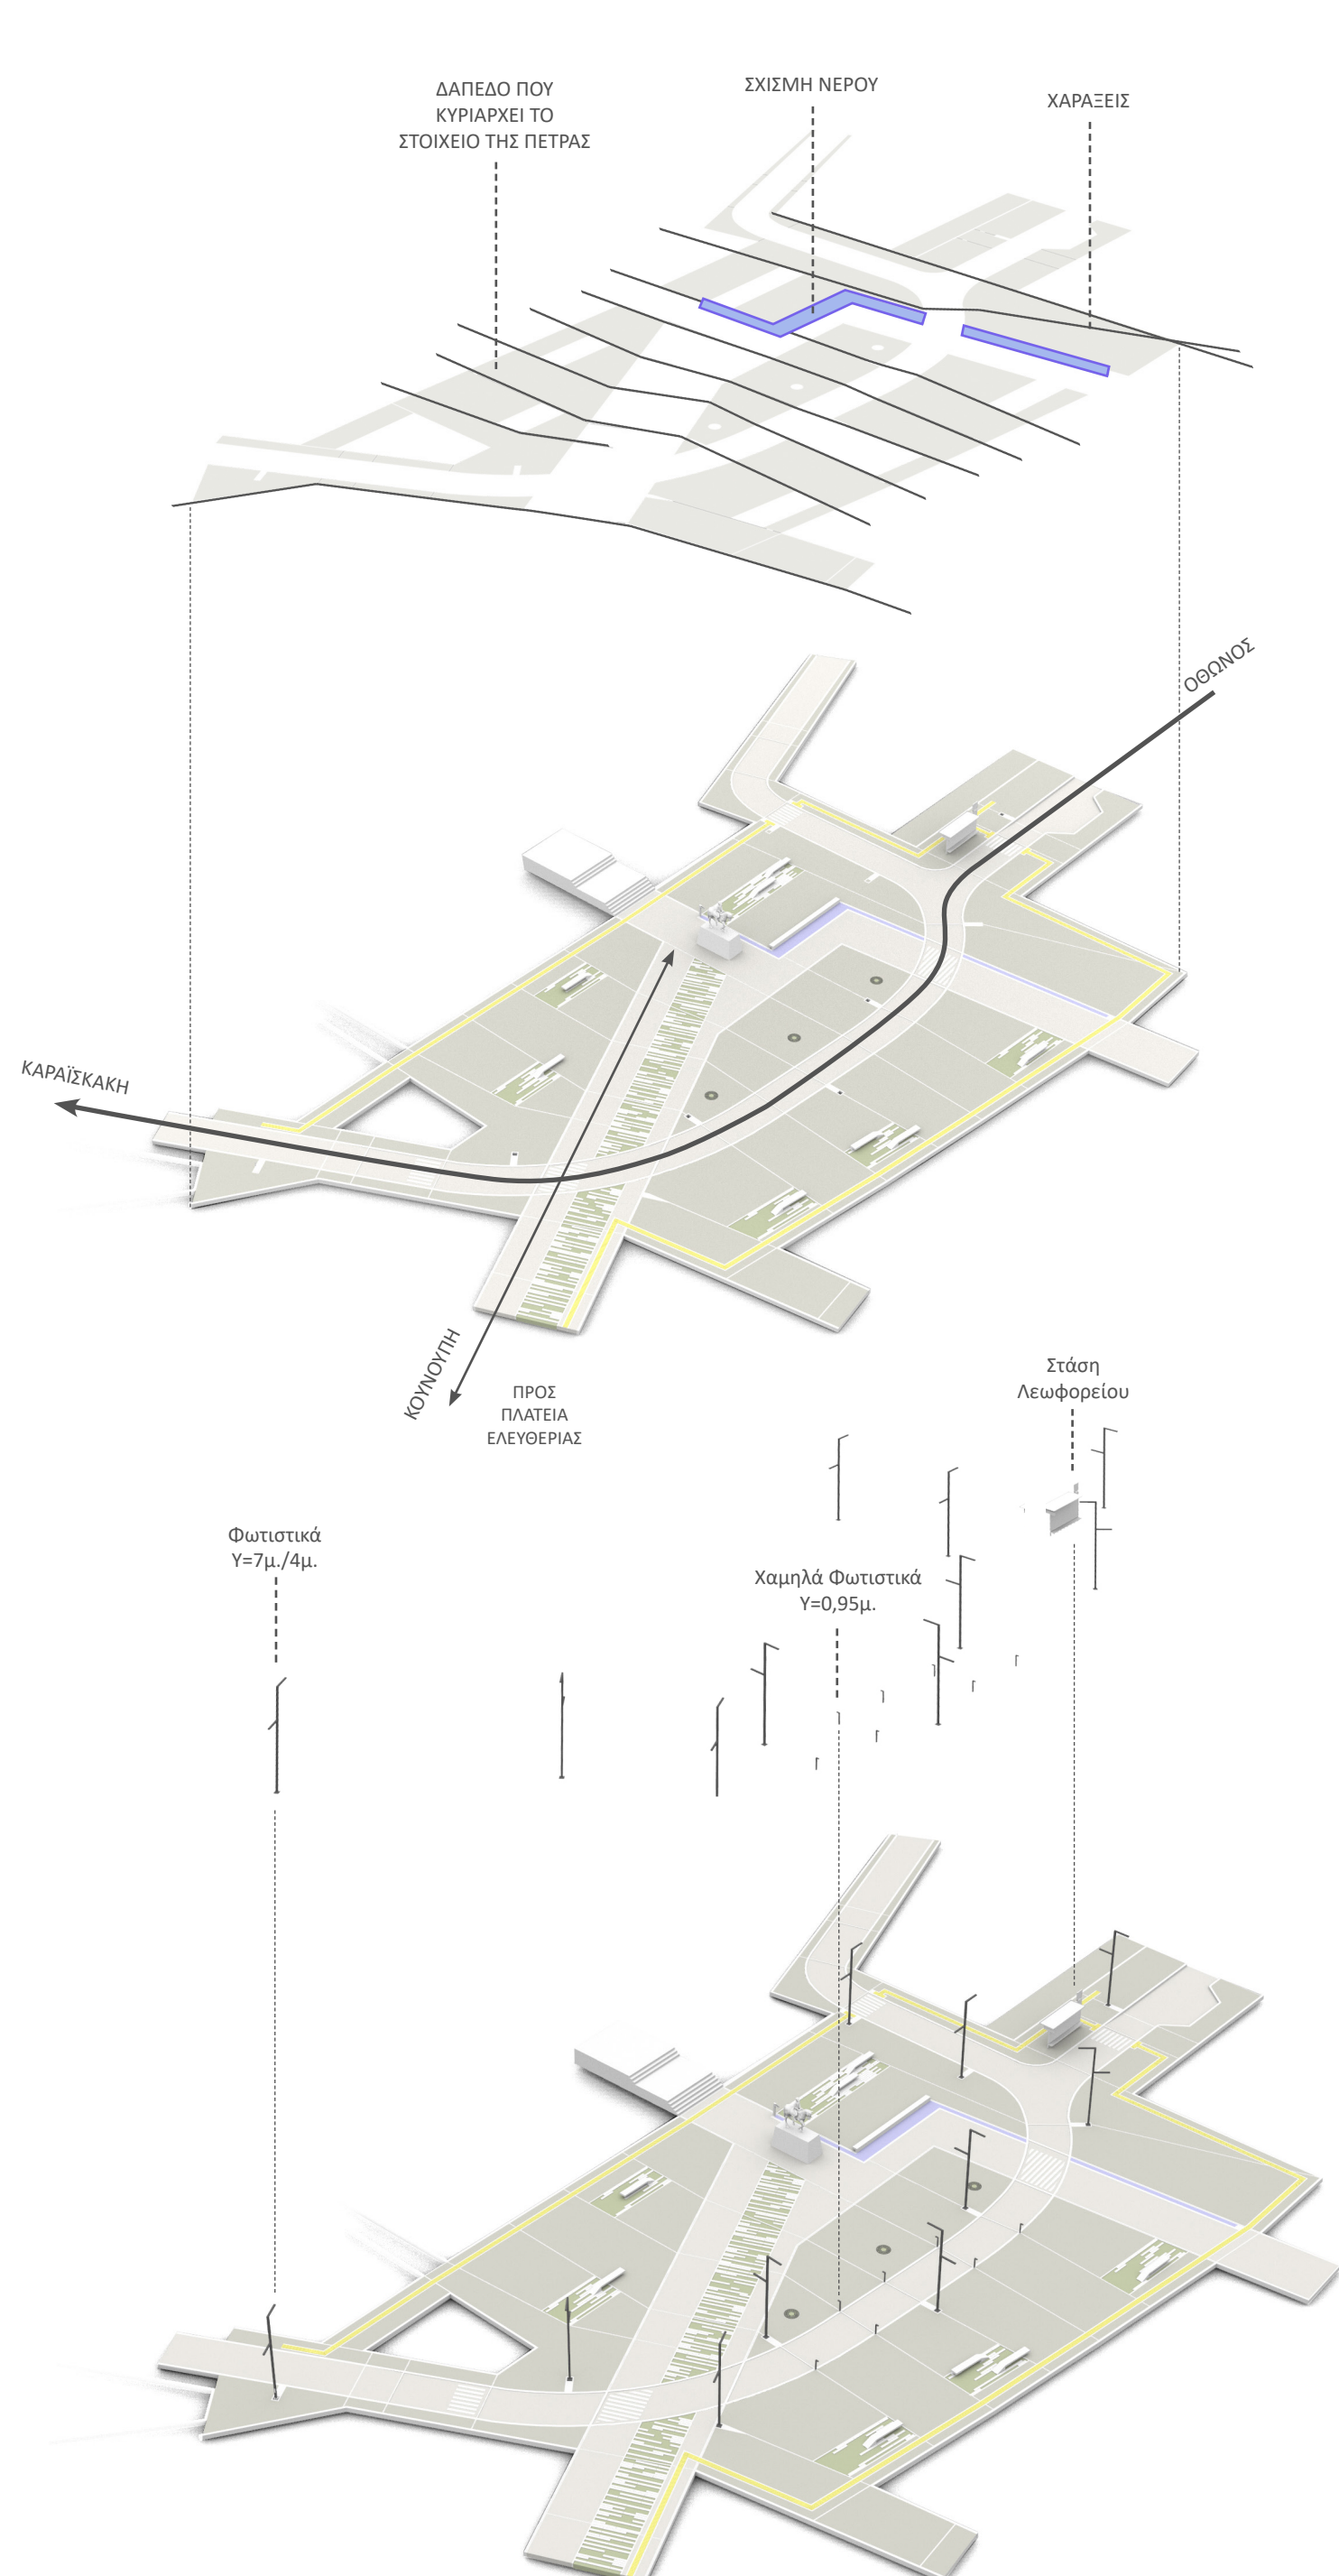 ΔΑΠΕΔΟ ΠΟΥ
ΚΥΡΙΑΡΧΕΙ ΤΟ
ΣΤΟΙΧΕΙΟ ΤΗΣ ΠΕΤΡΑΣ
ΣΧΙΣΜΗ ΝΕΡΟΥ
ΧΑΡΑΞΕΙΣ
ΟΘΩΝΟΣ
ΚΑΡΑΪΣΚΑΚΗ
ΚΟΥΝΟΥΠΗ
ΠΡΟΣ
ΠΛΑΤΕΙΑ
ΕΛΕΥΘΕΡΙΑΣ
Στάση
Λεωφορείου
Φωτιστικά
Υ=7μ./4μ.
Χαμηλά Φωτιστικά
Υ=0,95μ.